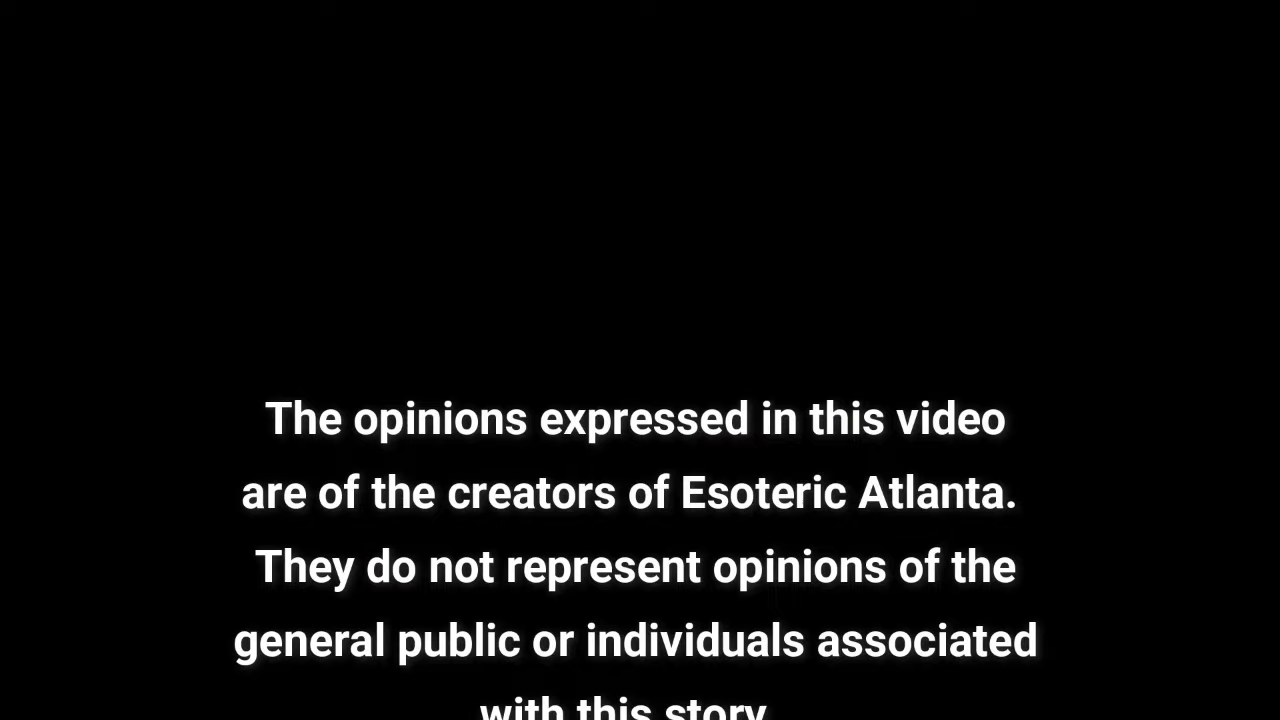 The opinions expressed in this video
are of the creators of Esoteric Atlanta.
They do not represent opinions of the
general public or individuals associated
with this story